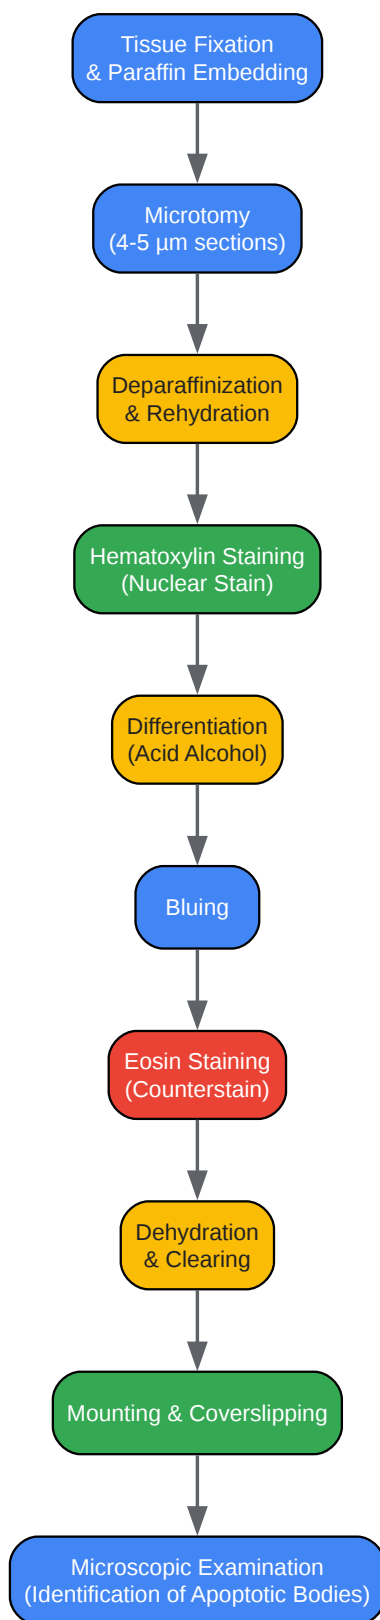 Tissue Fixation
& Paraffin Embedding
Microtomy
(4-5 µm sections)
Deparaffinization
& Rehydration
Hematoxylin Staining
(Nuclear Stain)
Differentiation
(Acid Alcohol)
Bluing
Eosin Staining
(Counterstain)
Dehydration
& Clearing
Mounting & Coverslipping
Microscopic Examination
(Identification of Apoptotic Bodies)